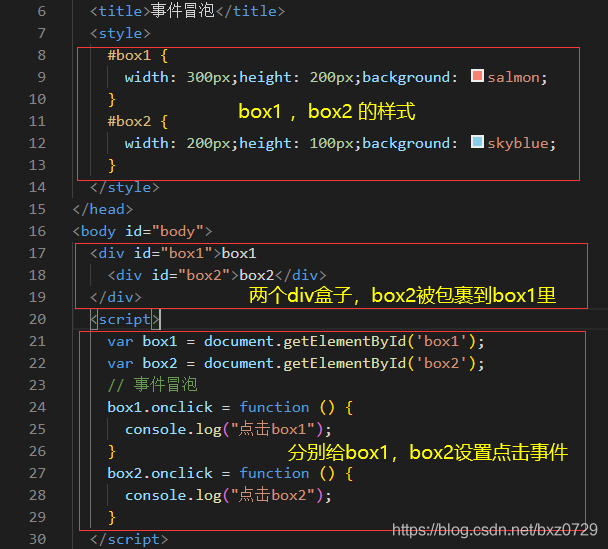 6 <title>事件冒泡</title>
7 <style>
8 #box1 {
9 width: 300px;height: 200px;background: salmon;
10 }
box1 ，box2 的样式
11 #box2 {
12 width: 200px;height: 100px;background: skyblue;
13 }
14 </style>
15 </head>
16 <body id="body">
17 <div id="box1">box1
18 <div id="box2">box2</div>
19 </div>
两个div盒子，box2被包裹到box1里
20 <script>
21 var box1 = document.getElementById('box1');
22 var box2 = document.getElementById('box2');
23 // 事件冒泡
24 box1.onclick = function () {
25 console.log("点击box1");
26 }
分别给box1，box2设置点击事件
27 box2.onclick = function () {
28 console.log("点击box2");
29 }
https://blog.csdn.net/bxz0729
30 </script>